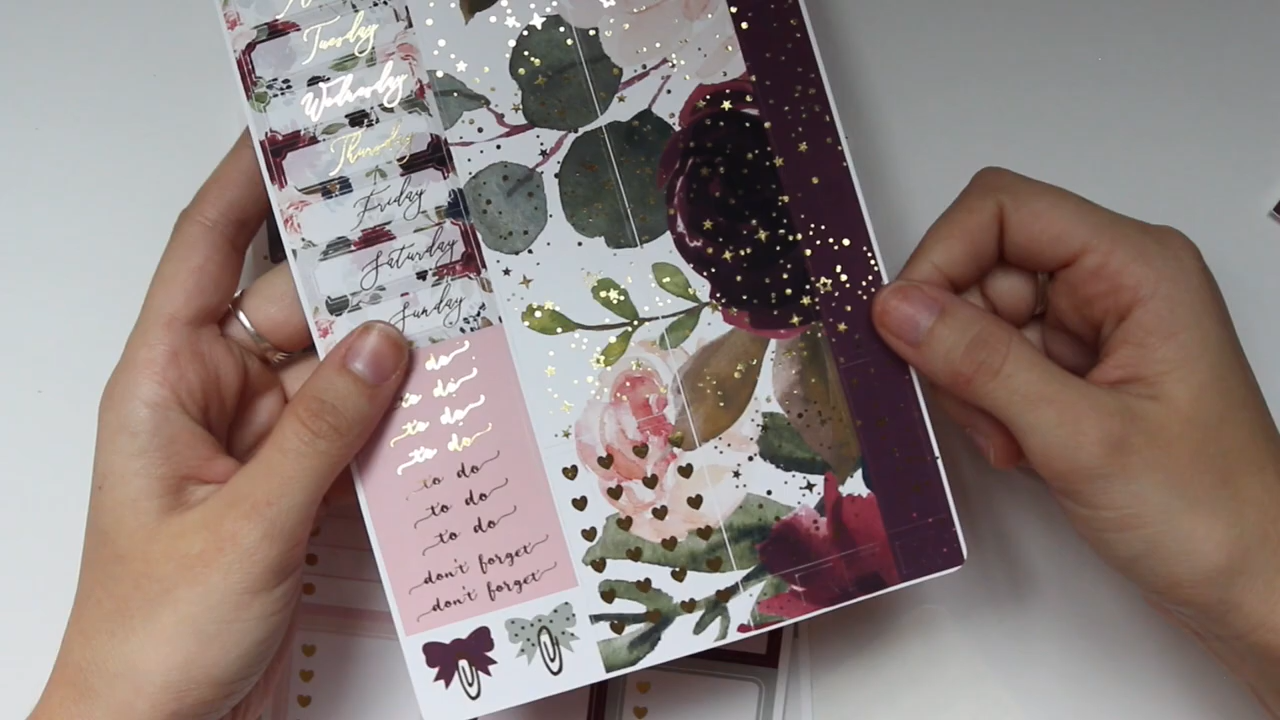 Tuesday
Wednesday
Thursday
Friday
Saturday
Sunday
to do
to do
to do
to do
to do
to do
to do
don't forget
don't forget